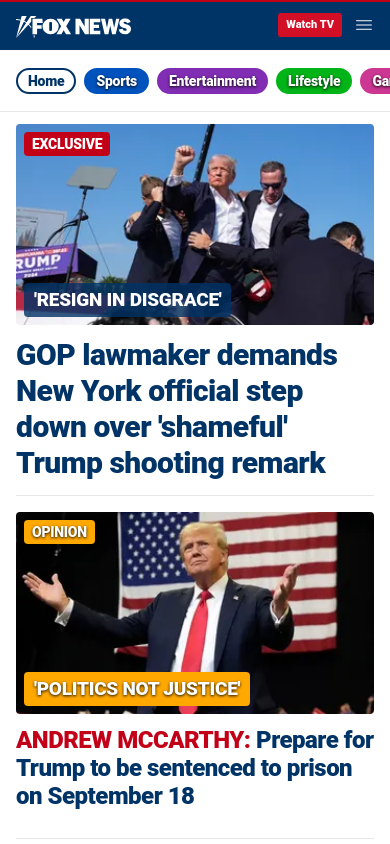 FOX NEWS
Watch TV
Home
Sports
Entertainment
Lifestyle
Ga
EXCLUSIVE
RUMP
'RESIGN IN DISGRACE'
GOP lawmaker demands
New York official step
down over 'shameful'
Trump shooting remark
OPINION
'POLITICS NOT JUSTICE'
ANDREW MCCARTHY: Prepare for
Trump to be sentenced to prison
on September 18